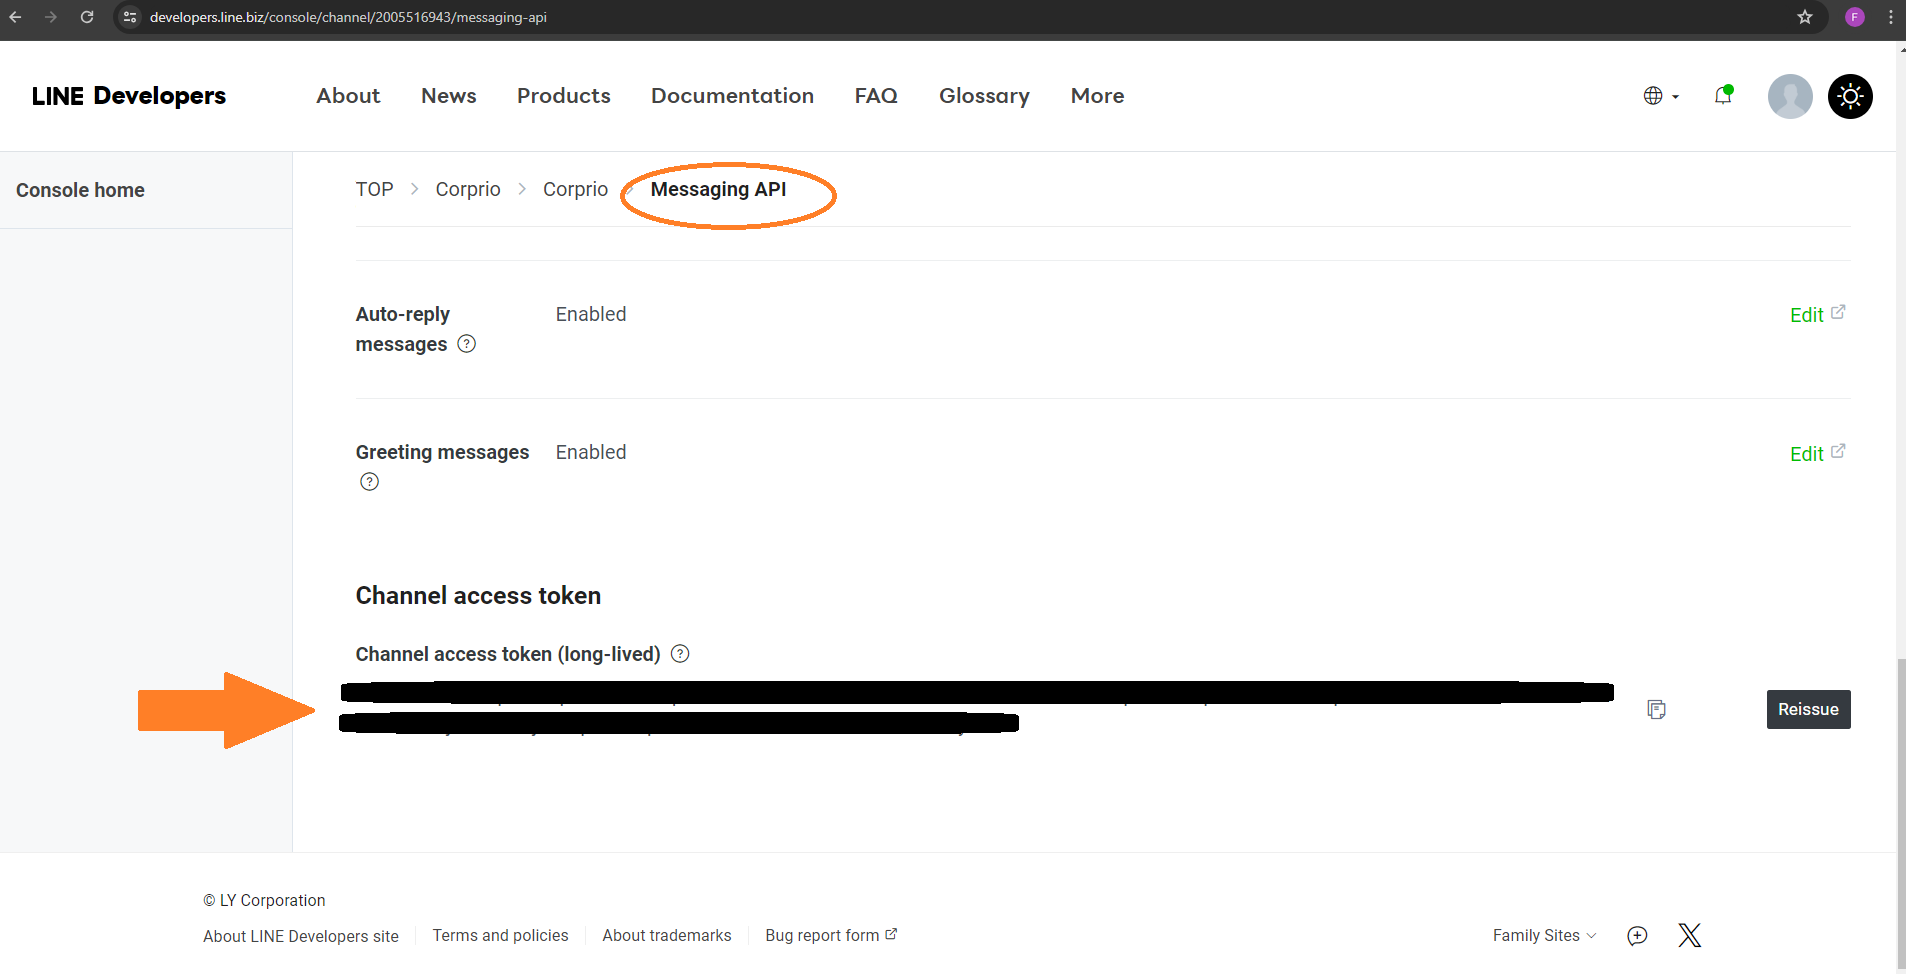 developers.line.biz/console/channel/2005516943/messaging-api
F
LINE Developers
About
News
Products
Documentation
FAQ
Glossary
More
Console home
TOP
Corprio
Corprio
Messaging API
Auto-reply
messages ?
Enabled
Edit
Greeting messages
?
Enabled
Edit
Channel access token
Channel access token (long-lived) ?
Reissue
© LY Corporation
About LINE Developers site
Terms and policies
About trademarks
Bug report form
Family Sites